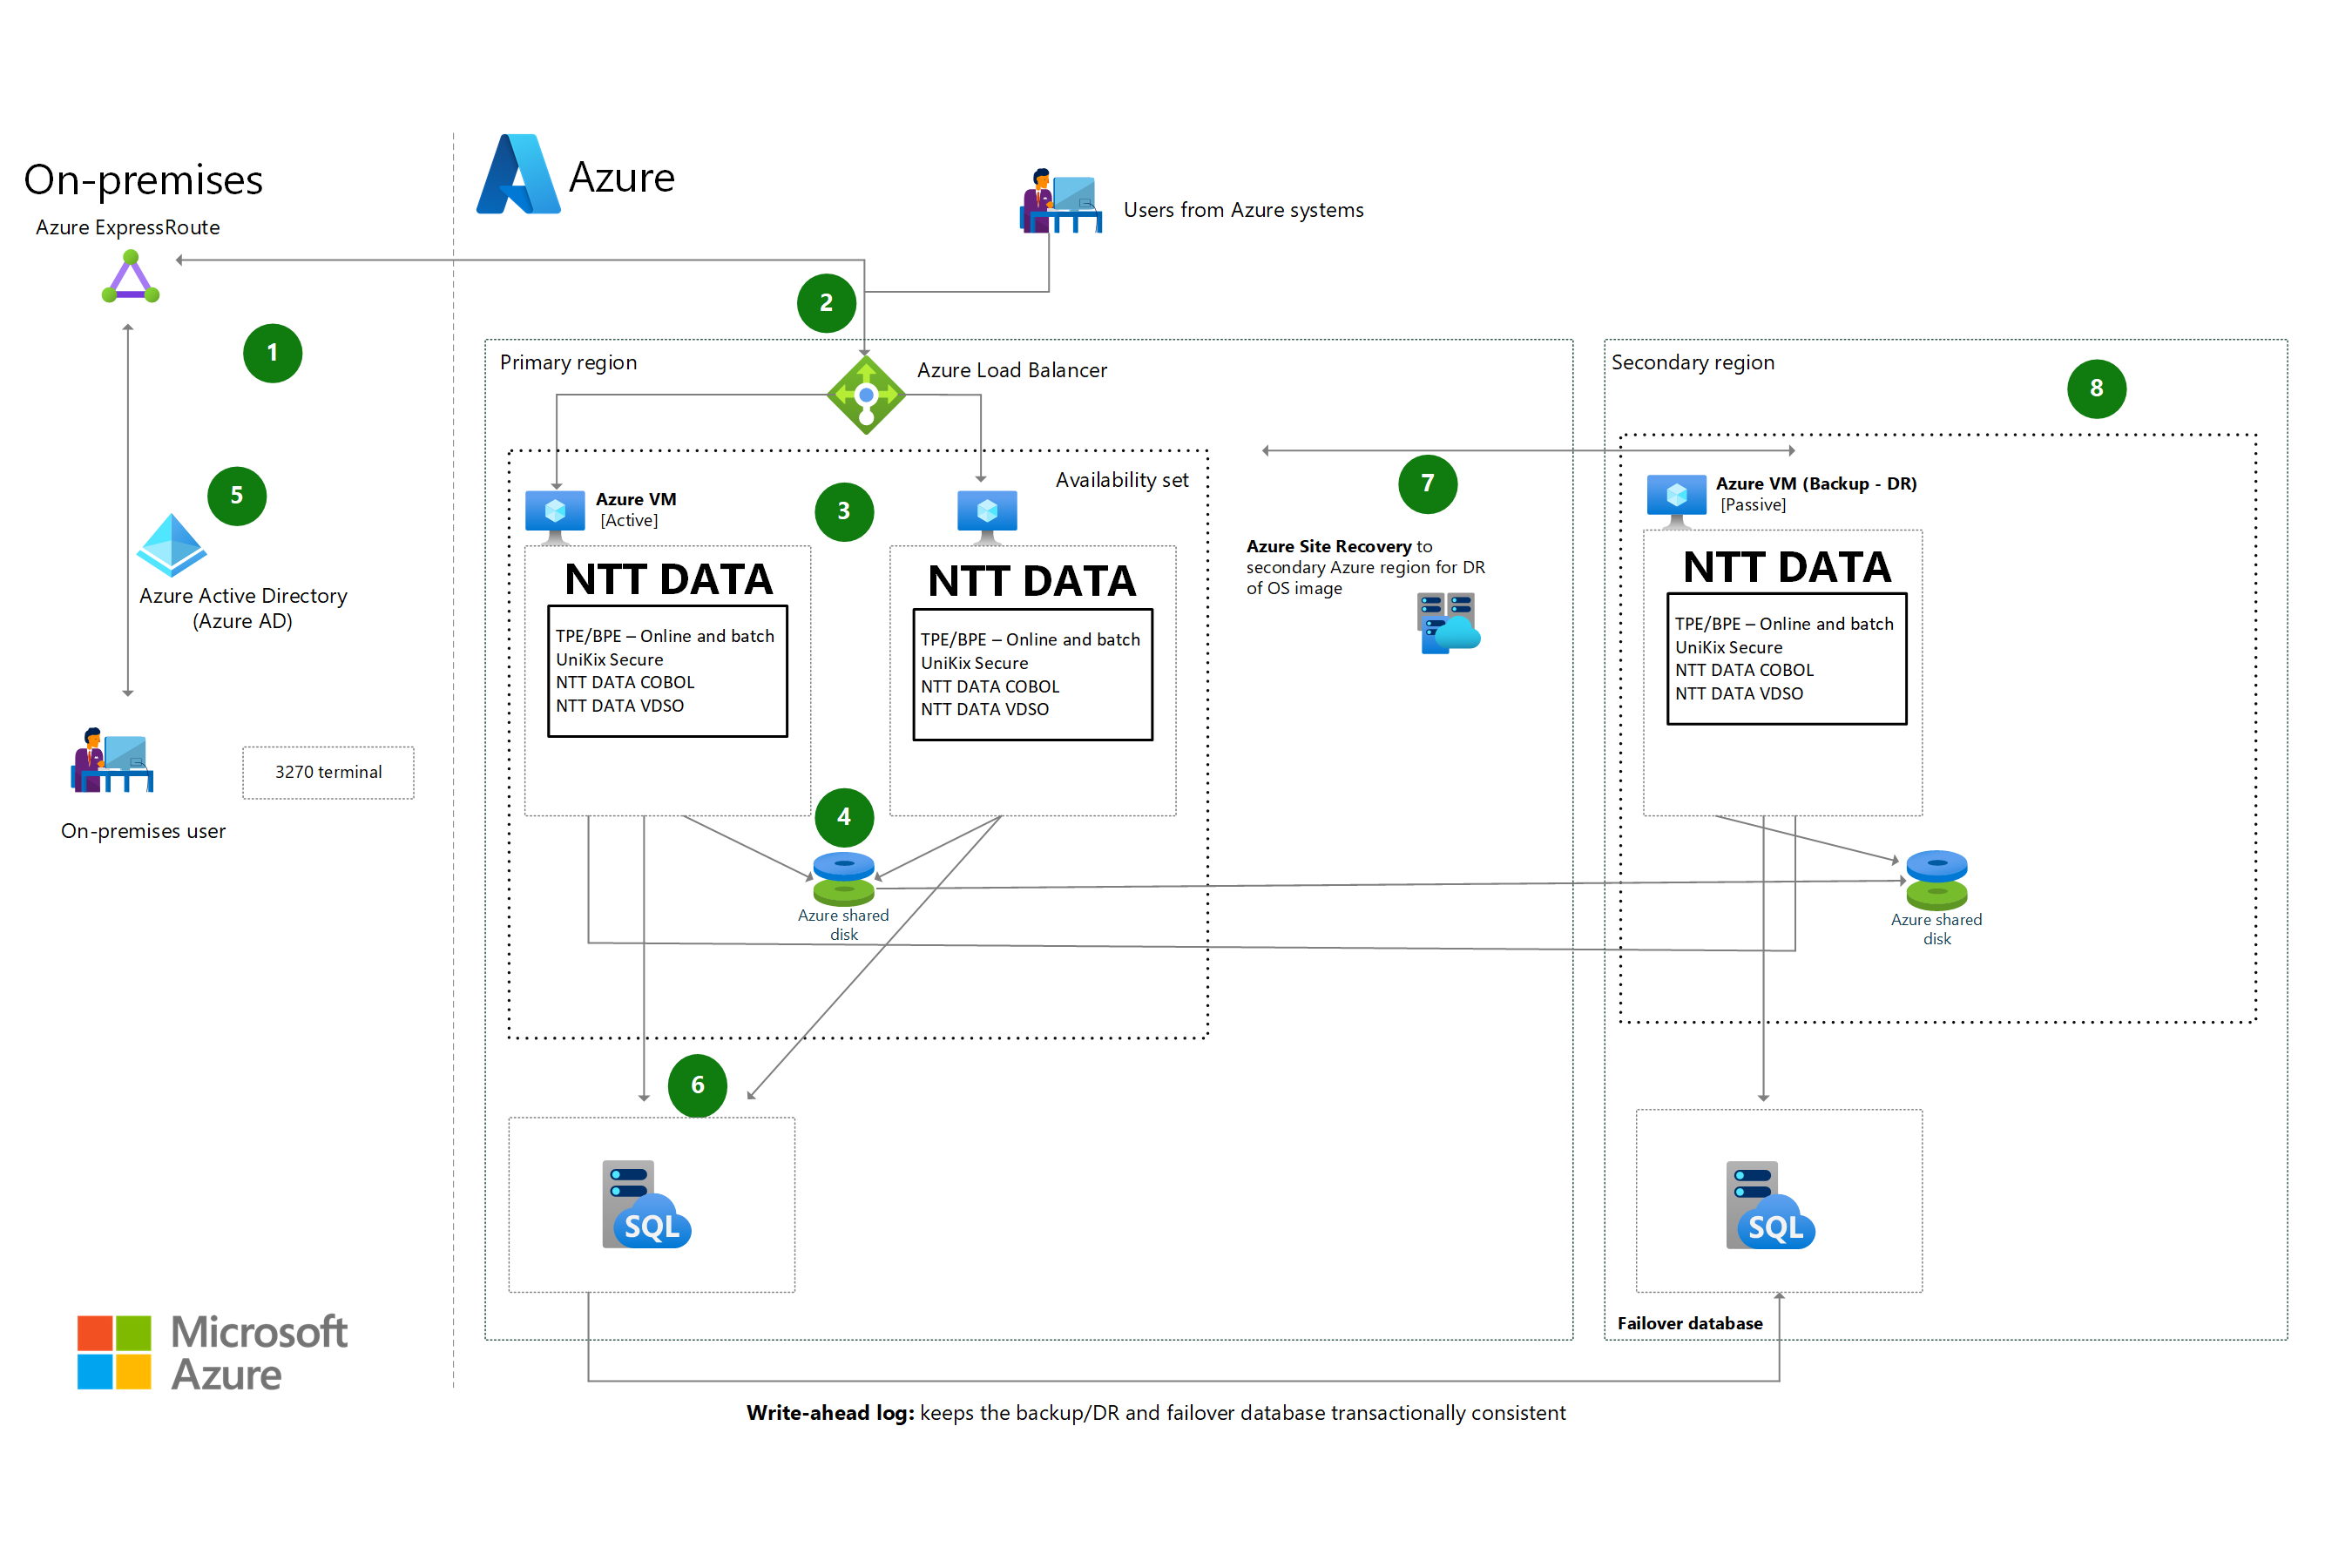 On-premises
Azure ExpressRoute
1
5
Azure Active Directory
(Azure AD)
3270 terminal
On-premises user
Microsoft
Azure
Azure
Users from Azure systems
2
Primary region
Azure Load Balancer
Availability set
Azure VM
[Active]
3
NTT DATA
TPE/BPE – Online and batch
UniKix Secure
NTT DATA COBOL
NTT DATA VDSO
NTT DATA
TPE/BPE – Online and batch
UniKix Secure
NTT DATA COBOL
NTT DATA VDSO
4
Azure shared
disk
6
SQL
7
Azure Site Recovery to
secondary Azure region for DR
of OS image
Secondary region
8
Azure VM (Backup - DR)
[Passive]
NTT DATA
TPE/BPE – Online and batch
UniKix Secure
NTT DATA COBOL
NTT DATA VDSO
Azure shared
disk
SQL
Failover database
Write-ahead log: keeps the backup/DR and failover database transactionally consistent